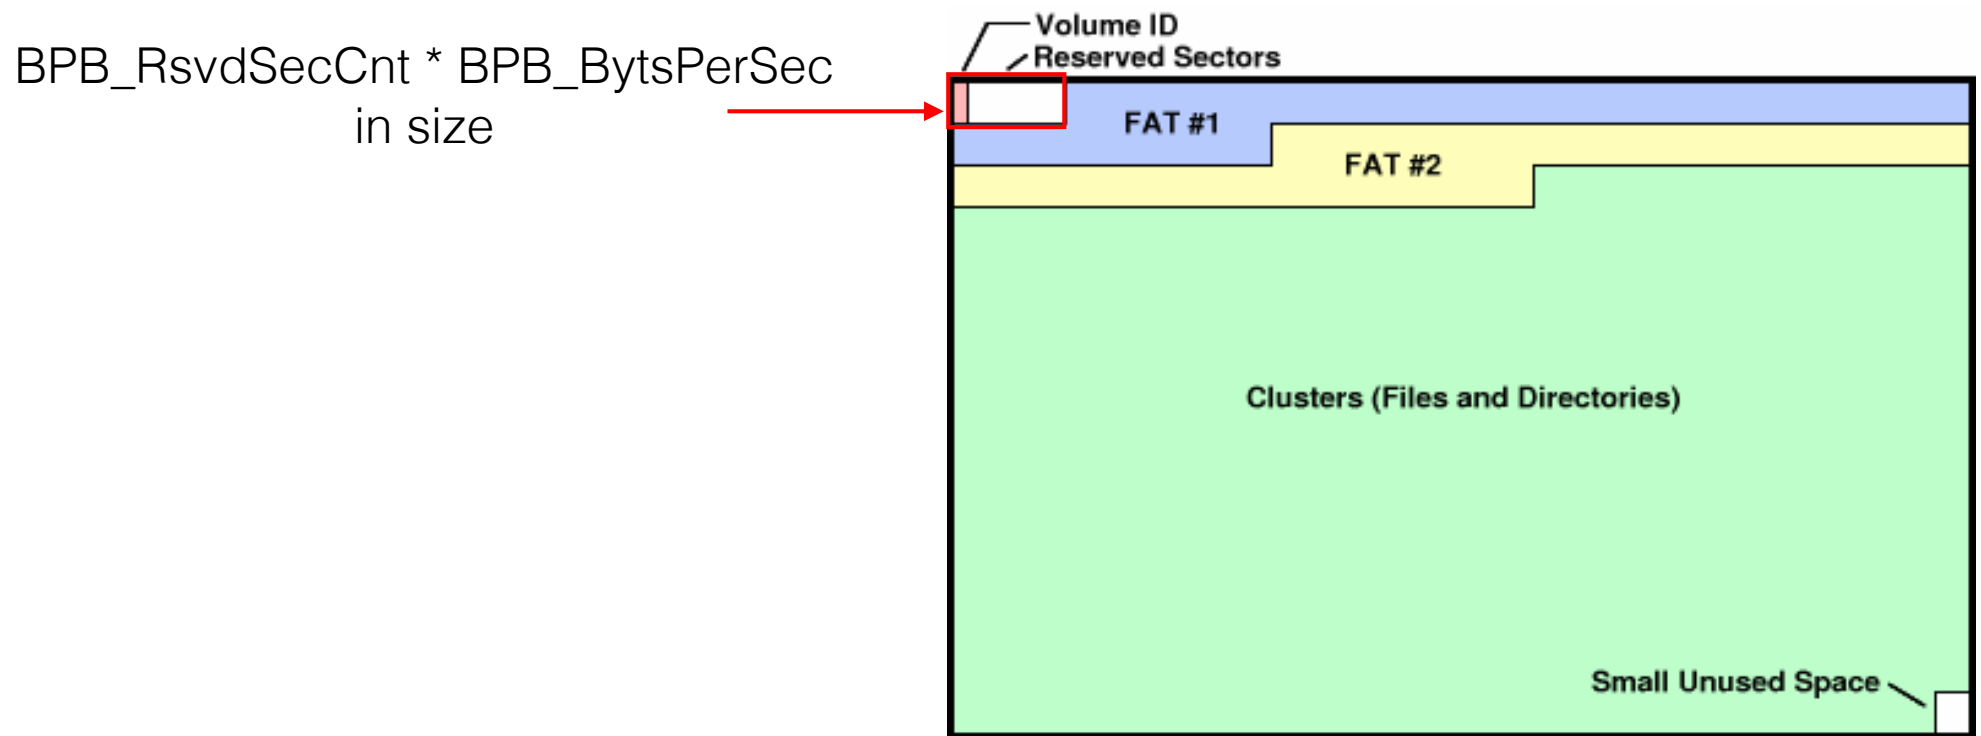 BPB_RsvdSecCnt * BPB_BytsPerSec
in size
Volume ID
Reserved Sectors
FAT #1
FAT #2
Clusters (Files and Directories)
Small Unused Space